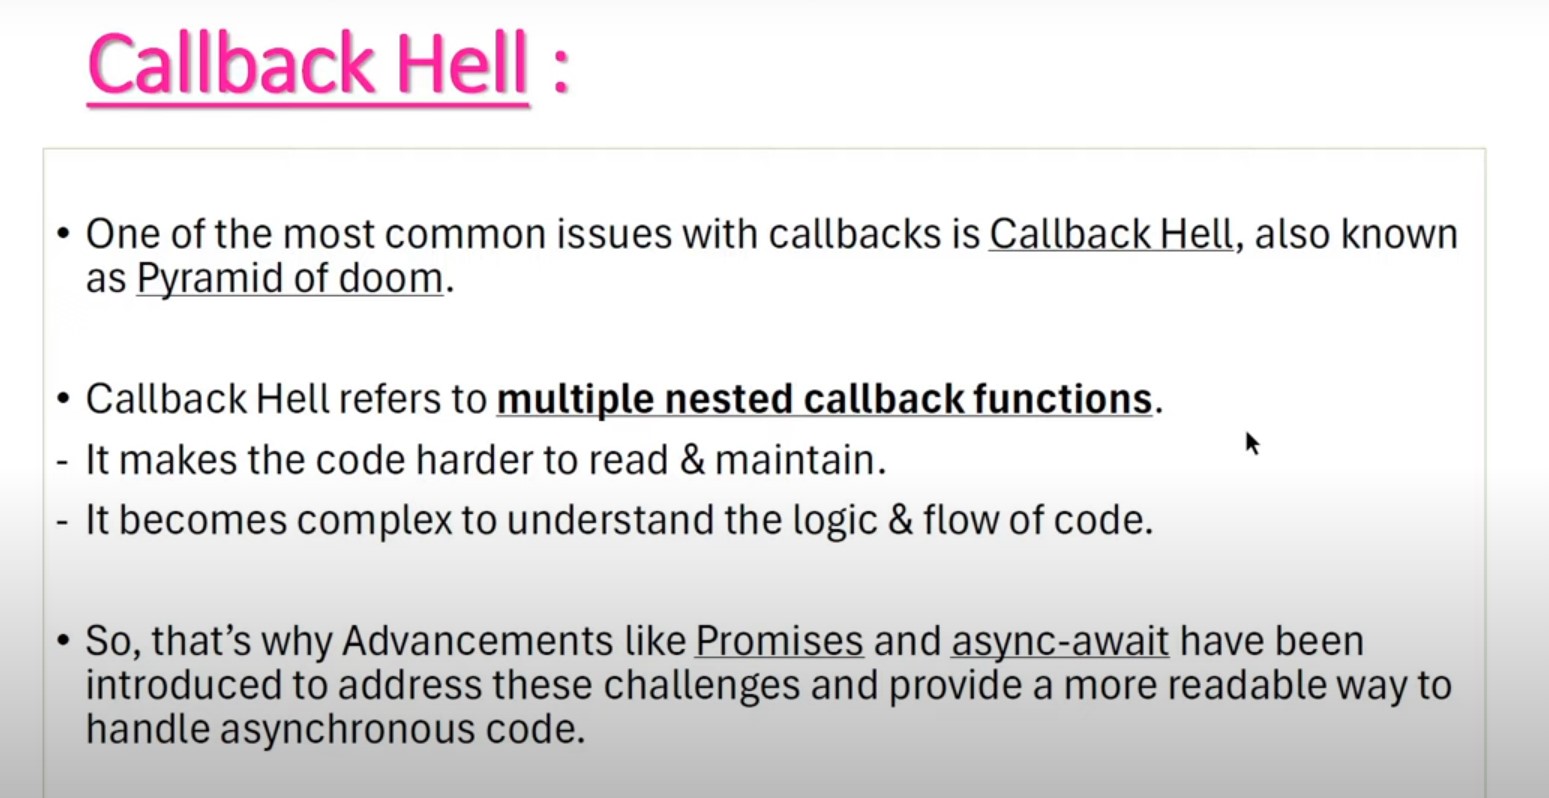 Callback Hell :
• One of the most common issues with callbacks is Callback Hell, also known
as Pyramid of doom.
• Callback Hell refers to multiple nested callback functions.
- It makes the code harder to read & maintain.
- It becomes complex to understand the logic & flow of code.
• So, that’s why Advancements like Promises and async-await have been
introduced to address these challenges and provide a more readable way to
handle asynchronous code.